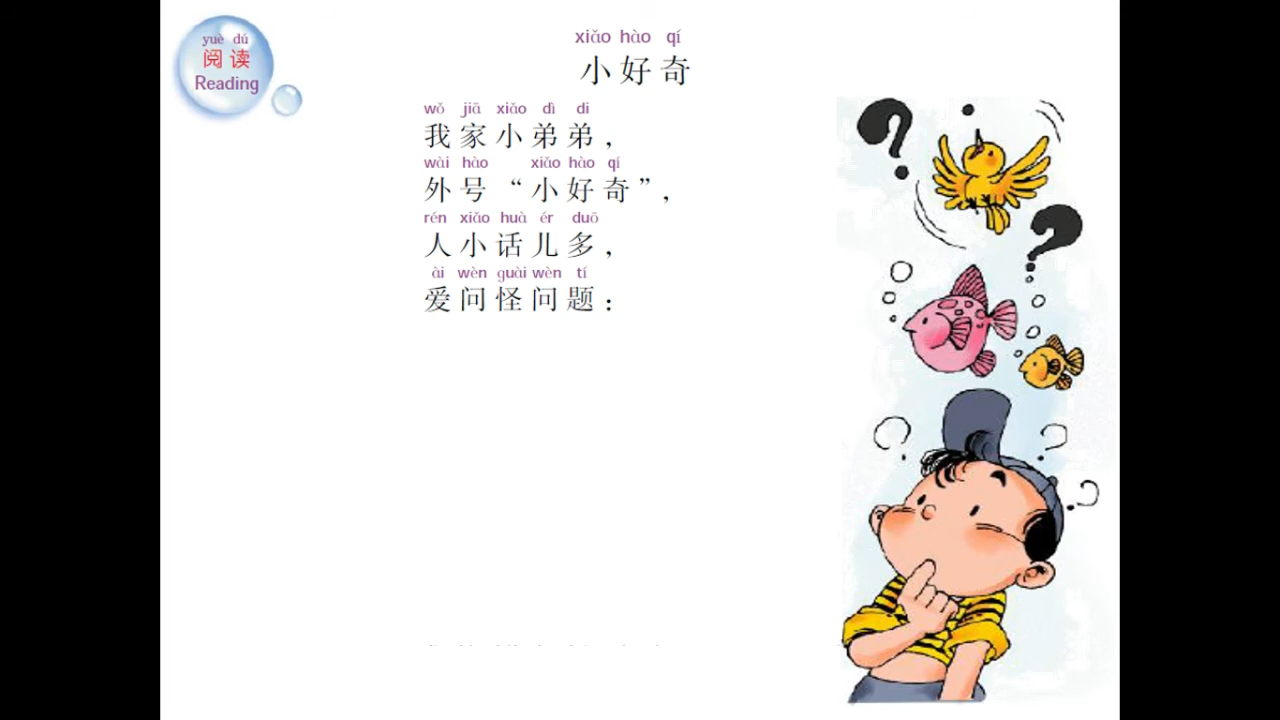 yuè dú
阅读
Reading
xiǎo hào qí
小好奇
wǒ jiā xiǎo dì di
我家小弟弟，
wài hào xiǎo hào qí
外号“小好奇”，
rén xiǎo huà ér duō
人小话儿多，
ài wèn guài wèn tí
爱问怪问题：